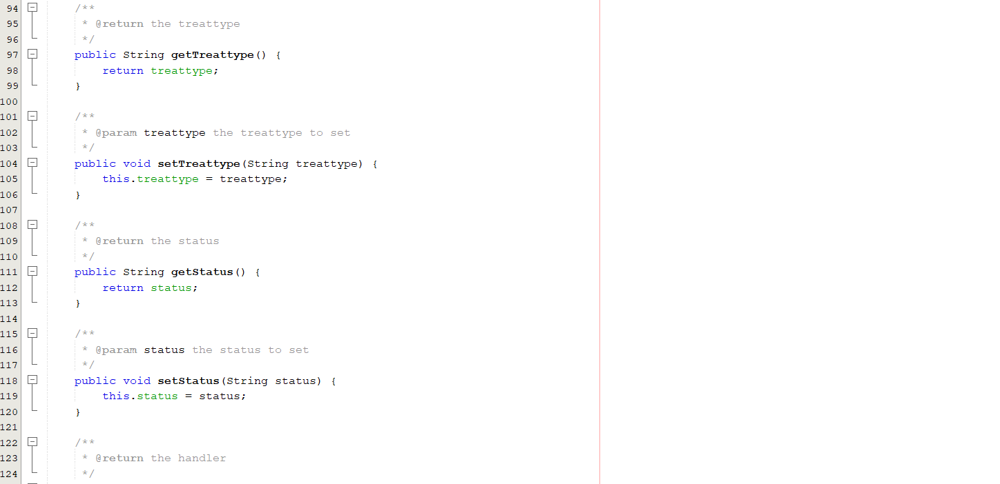 94 /**
95 * @return the treattype
96 */
97 public String getTreattype() {
98 return treattype;
99 }
100
101 /**
102 * @param treattype the treattype to set
103 */
104 public void setTreattype(String treattype) {
105 this.treattype = treattype;
106 }
107
108 /**
109 * @return the status
110 */
111 public String getStatus() {
112 return status;
113 }
114
115 /**
116 * @param status the status to set
117 */
118 public void setStatus(String status) {
119 this.status = status;
120 }
121
122 /**
123 * @return the handler
124 */